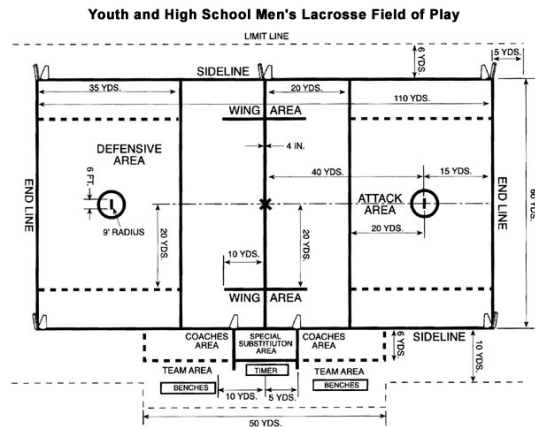 Youth and High School Men's Lacrosse Field of Play
LIMIT LINE
6 YDS.
5 YDS.
SIDELINE
35 YDS.
20 YDS.
110 YDS.
WING AREA
DEFENSIVE
AREA
4 IN.
40 YDS.
15 YDS.
6 FT.
END LINE
ATTACK
AREA
END LINE
60 YDS.
9' RADIUS
20 YDS.
20 YDS.
20 YDS.
10 YDS.
WING AREA
COACHES
AREA
SPECIAL
SUBSTITIUTON
AREA
COACHES
AREA
SIDELINE
6 YDS.
10 YDS.
TEAM AREA
TIMER
TEAM AREA
BENCHES
BENCHES
10 YDS.
5 YDS.
50 YDS.